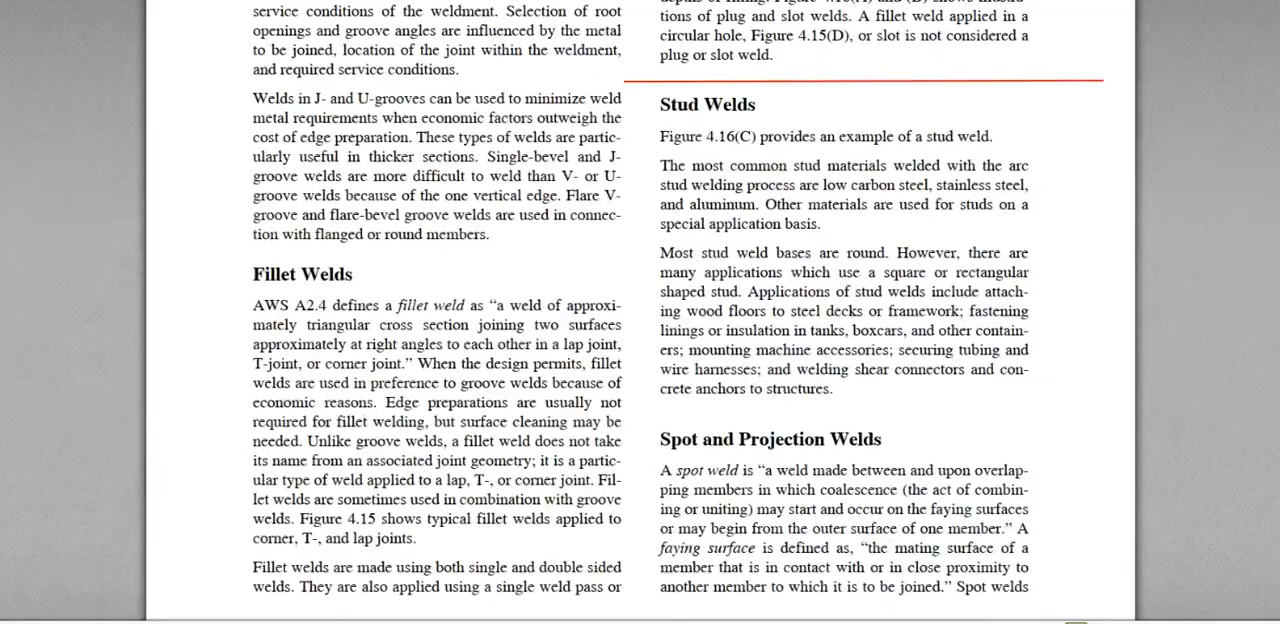 service conditions of the weldment. Selection of root
openings and groove angles are influenced by the metal
to be joined, location of the joint within the weldment,
and required service conditions.
Welds in J- and U-grooves can be used to minimize weld
metal requirements when economic factors outweigh the
cost of edge preparation. These types of welds are partic-
ularly useful in thicker sections. Single-bevel and J-
groove welds are more difficult to weld than V- or U-
groove welds because of the one vertical edge. Flare V-
groove and flare-bevel groove welds are used in connec-
tion with flanged or round members.
Fillet Welds
AWS A2.4 defines a fillet weld as “a weld of approxi-
mately triangular cross section joining two surfaces
approximately at right angles to each other in a lap joint,
T-joint, or corner joint.” When the design permits, fillet
welds are used in preference to groove welds because of
economic reasons. Edge preparations are usually not
required for fillet welding, but surface cleaning may be
needed. Unlike groove welds, a fillet weld does not take
its name from an associated joint geometry; it is a partic-
ular type of weld applied to a lap, T-, or corner joint. Fil-
let welds are sometimes used in combination with groove
welds. Figure 4.15 shows typical fillet welds applied to
corner, T-, and lap joints.
Fillet welds are made using both single and double sided
welds. They are also applied using a single weld pass or
tions of plug and slot welds. A fillet weld applied in a
circular hole, Figure 4.15(D), or slot is not considered a
plug or slot weld.
Stud Welds
Figure 4.16(C) provides an example of a stud weld.
The most common stud materials welded with the arc
stud welding process are low carbon steel, stainless steel,
and aluminum. Other materials are used for studs on a
special application basis.
Most stud weld bases are round. However, there are
many applications which use a square or rectangular
shaped stud. Applications of stud welds include attach-
ing wood floors to steel decks or framework; fastening
linings or insulation in tanks, boxcars, and other contain-
ers; mounting machine accessories; securing tubing and
wire harnesses; and welding shear connectors and con-
crete anchors to structures.
Spot and Projection Welds
A spot weld is “a weld made between and upon overlap-
ping members in which coalescence (the act of combin-
ing or uniting) may start and occur on the faying surfaces
or may begin from the outer surface of one member.” A
faying surface is defined as, “the mating surface of a
member that is in contact with or in close proximity to
another member to which it is to be joined.” Spot welds